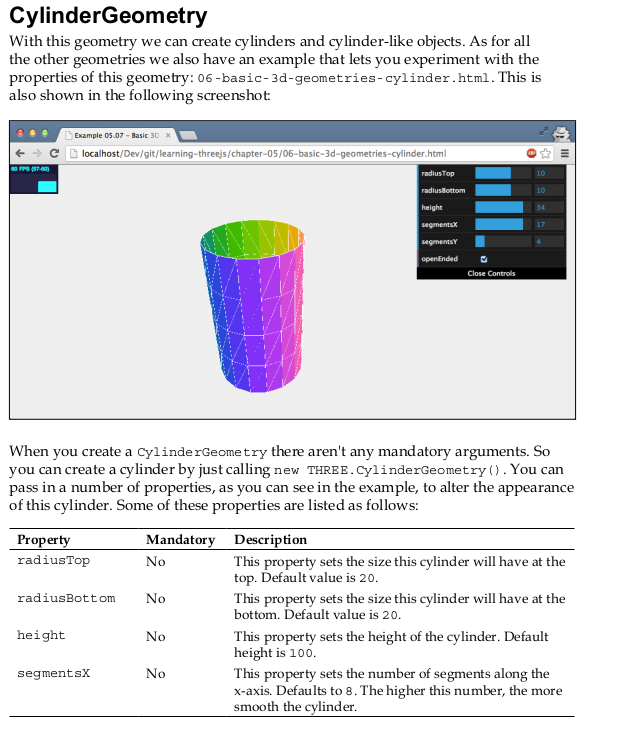 CylinderGeometry
With this geometry we can create cylinders and cylinder-like objects. As for all
the other geometries we also have an example that lets you experiment with the
properties of this geometry: 06-basic-3d-geometries-cylinder.html. This is
also shown in the following screenshot:
Example 05.07 - Basic 3D
localhost/Dev/git/learning-threejs/chapter-05/06-basic-3d-geometries-cylinder.html
60 FPS (57-60)
radiusTop 10
radiusBottom 10
height 34
segmentsX 17
segmentsY 4
openEnded
Close Controls
When you create a CylinderGeometry there aren't any mandatory arguments. So
you can create a cylinder by just calling new THREE.CylinderGeometry(). You can
pass in a number of properties, as you can see in the example, to alter the appearance
of this cylinder. Some of these properties are listed as follows:
Property Mandatory Description
radiusTop No This property sets the size this cylinder will have at the
top. Default value is 20.
radiusBottom No This property sets the size this cylinder will have at the
bottom. Default value is 20.
height No This property sets the height of the cylinder. Default
height is 100.
segmentsX No This property sets the number of segments along the
x-axis. Defaults to 8. The higher this number, the more
smooth the cylinder.